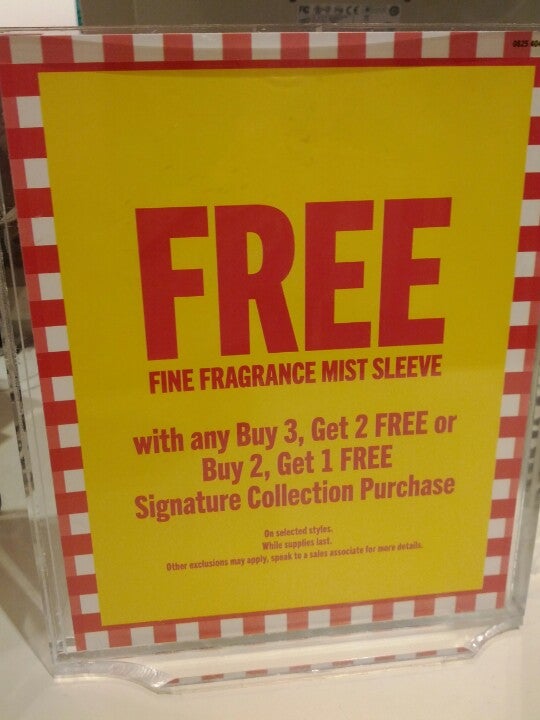 0825 404
FREE
FINE FRAGRANCE MIST SLEEVE
with any Buy 3, Get 2 FREE or
Buy 2, Get 1 FREE
Signature Collection Purchase
On selected styles.
While supplies last.
Other exclusions may apply, speak to a sales associate for more details.